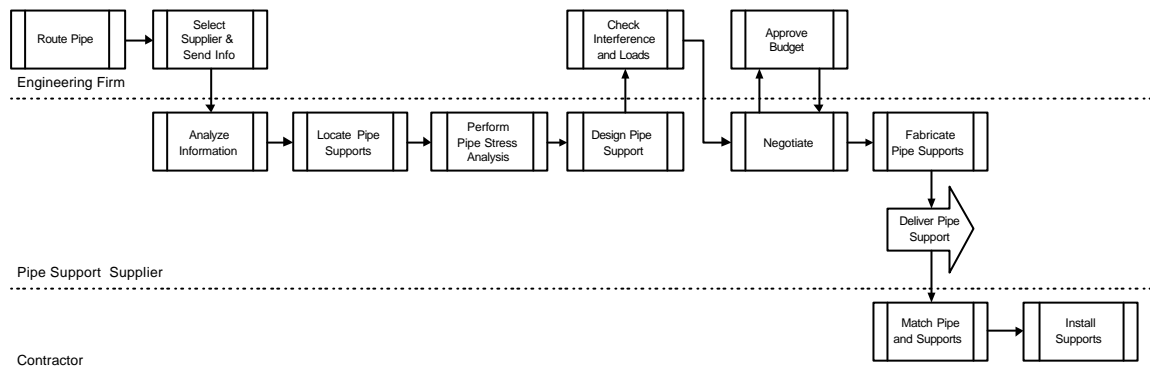 Route Pipe
Select
Supplier &
Send Info
Check
Interference
and Loads
Approve
Budget
Engineering Firm
Analyze
Information
Locate Pipe
Supports
Perform
Pipe Stress
Analysis
Design Pipe
Support
Negotiate
Fabricate
Pipe Supports
Deliver Pipe
Support
Pipe Support Supplier
Match Pipe
and Supports
Install
Supports
Contractor